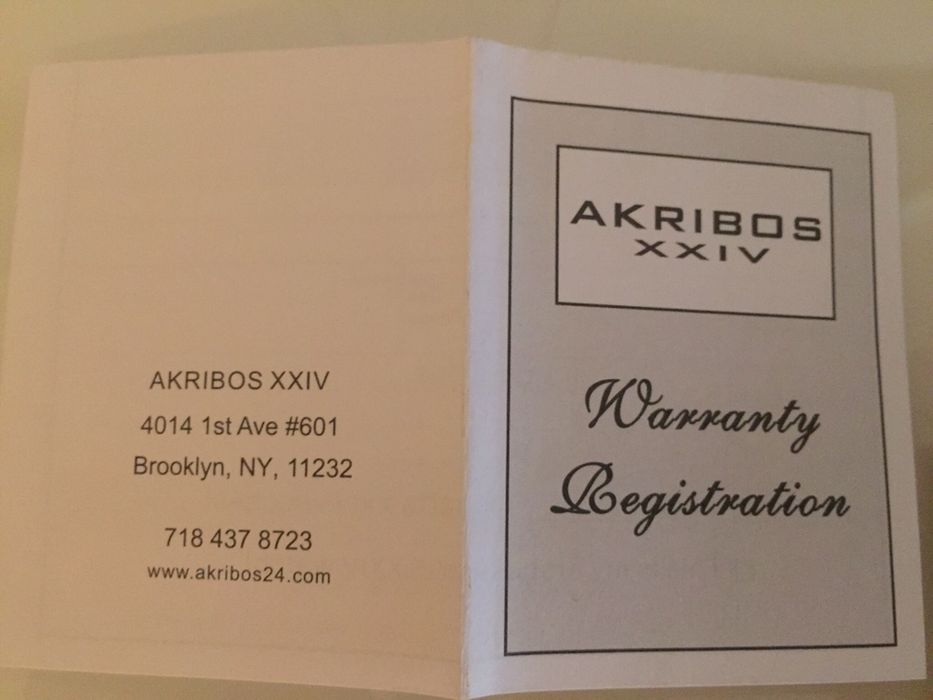 AKRIBOS XXIV
4014 1st Ave #601
Brooklyn, NY, 11232
718 437 8723
www.akribos24.com
AKRIBOS
XXIV
Warranty
Registration